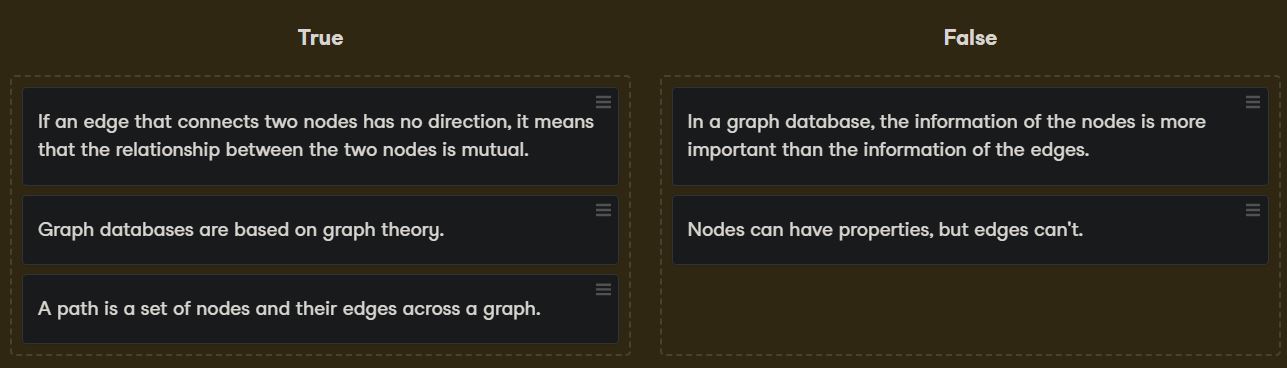 True
False
If an edge that connects two nodes has no direction, it means
that the relationship between the two nodes is mutual.
Graph databases are based on graph theory.
A path is a set of nodes and their edges across a graph.
In a graph database, the information of the nodes is more
important than the information of the edges.
Nodes can have properties, but edges can't.